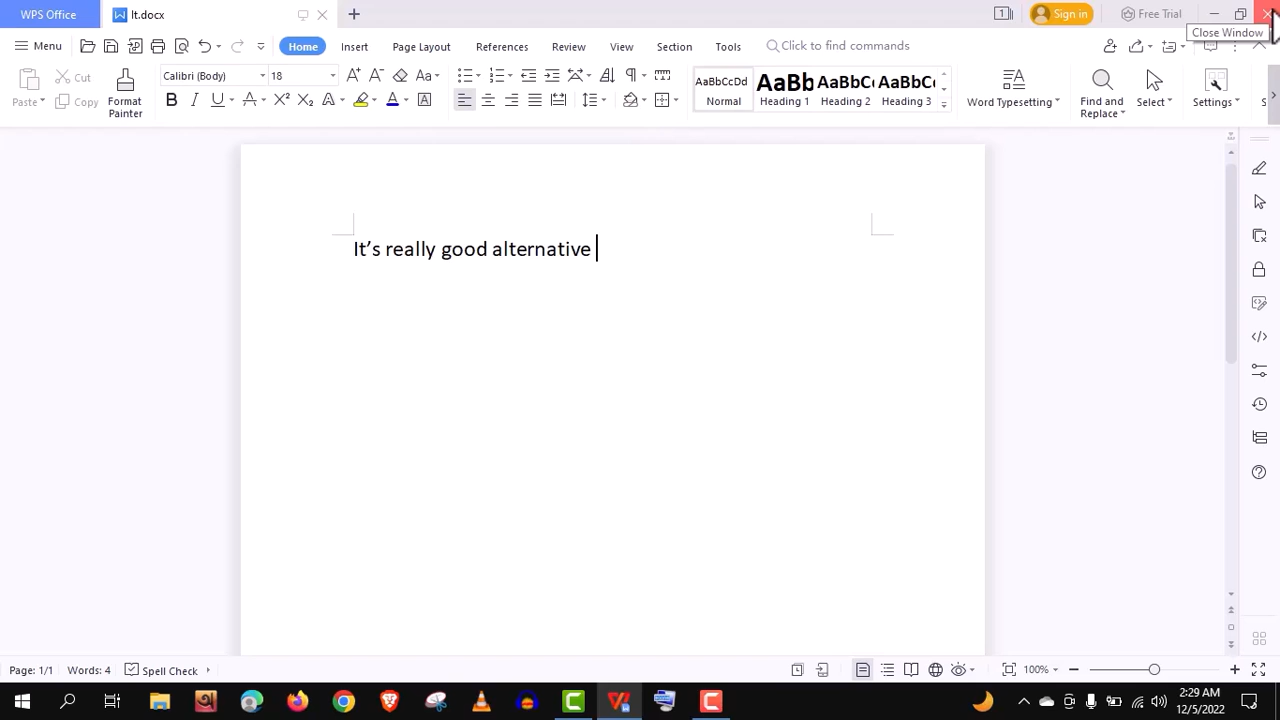 WPS Office
It.docx
1
Sign in
Free Trial
Close Window
Menu
Home
Insert
Page Layout
References
Review
View
Section
Tools
Click to find commands
Paste
Cut
Copy
Format Painter
Calibri (Body)
18
AaBbCcDd
Normal
AaBb
Heading 1
AaBbC
Heading 2
AaBbC
Heading 3
Word Typesetting
Find and Replace
Select
Settings
It's really good alternative
Page: 1/1
Words: 4
Spell Check
100%
2:29 AM
12/5/2022